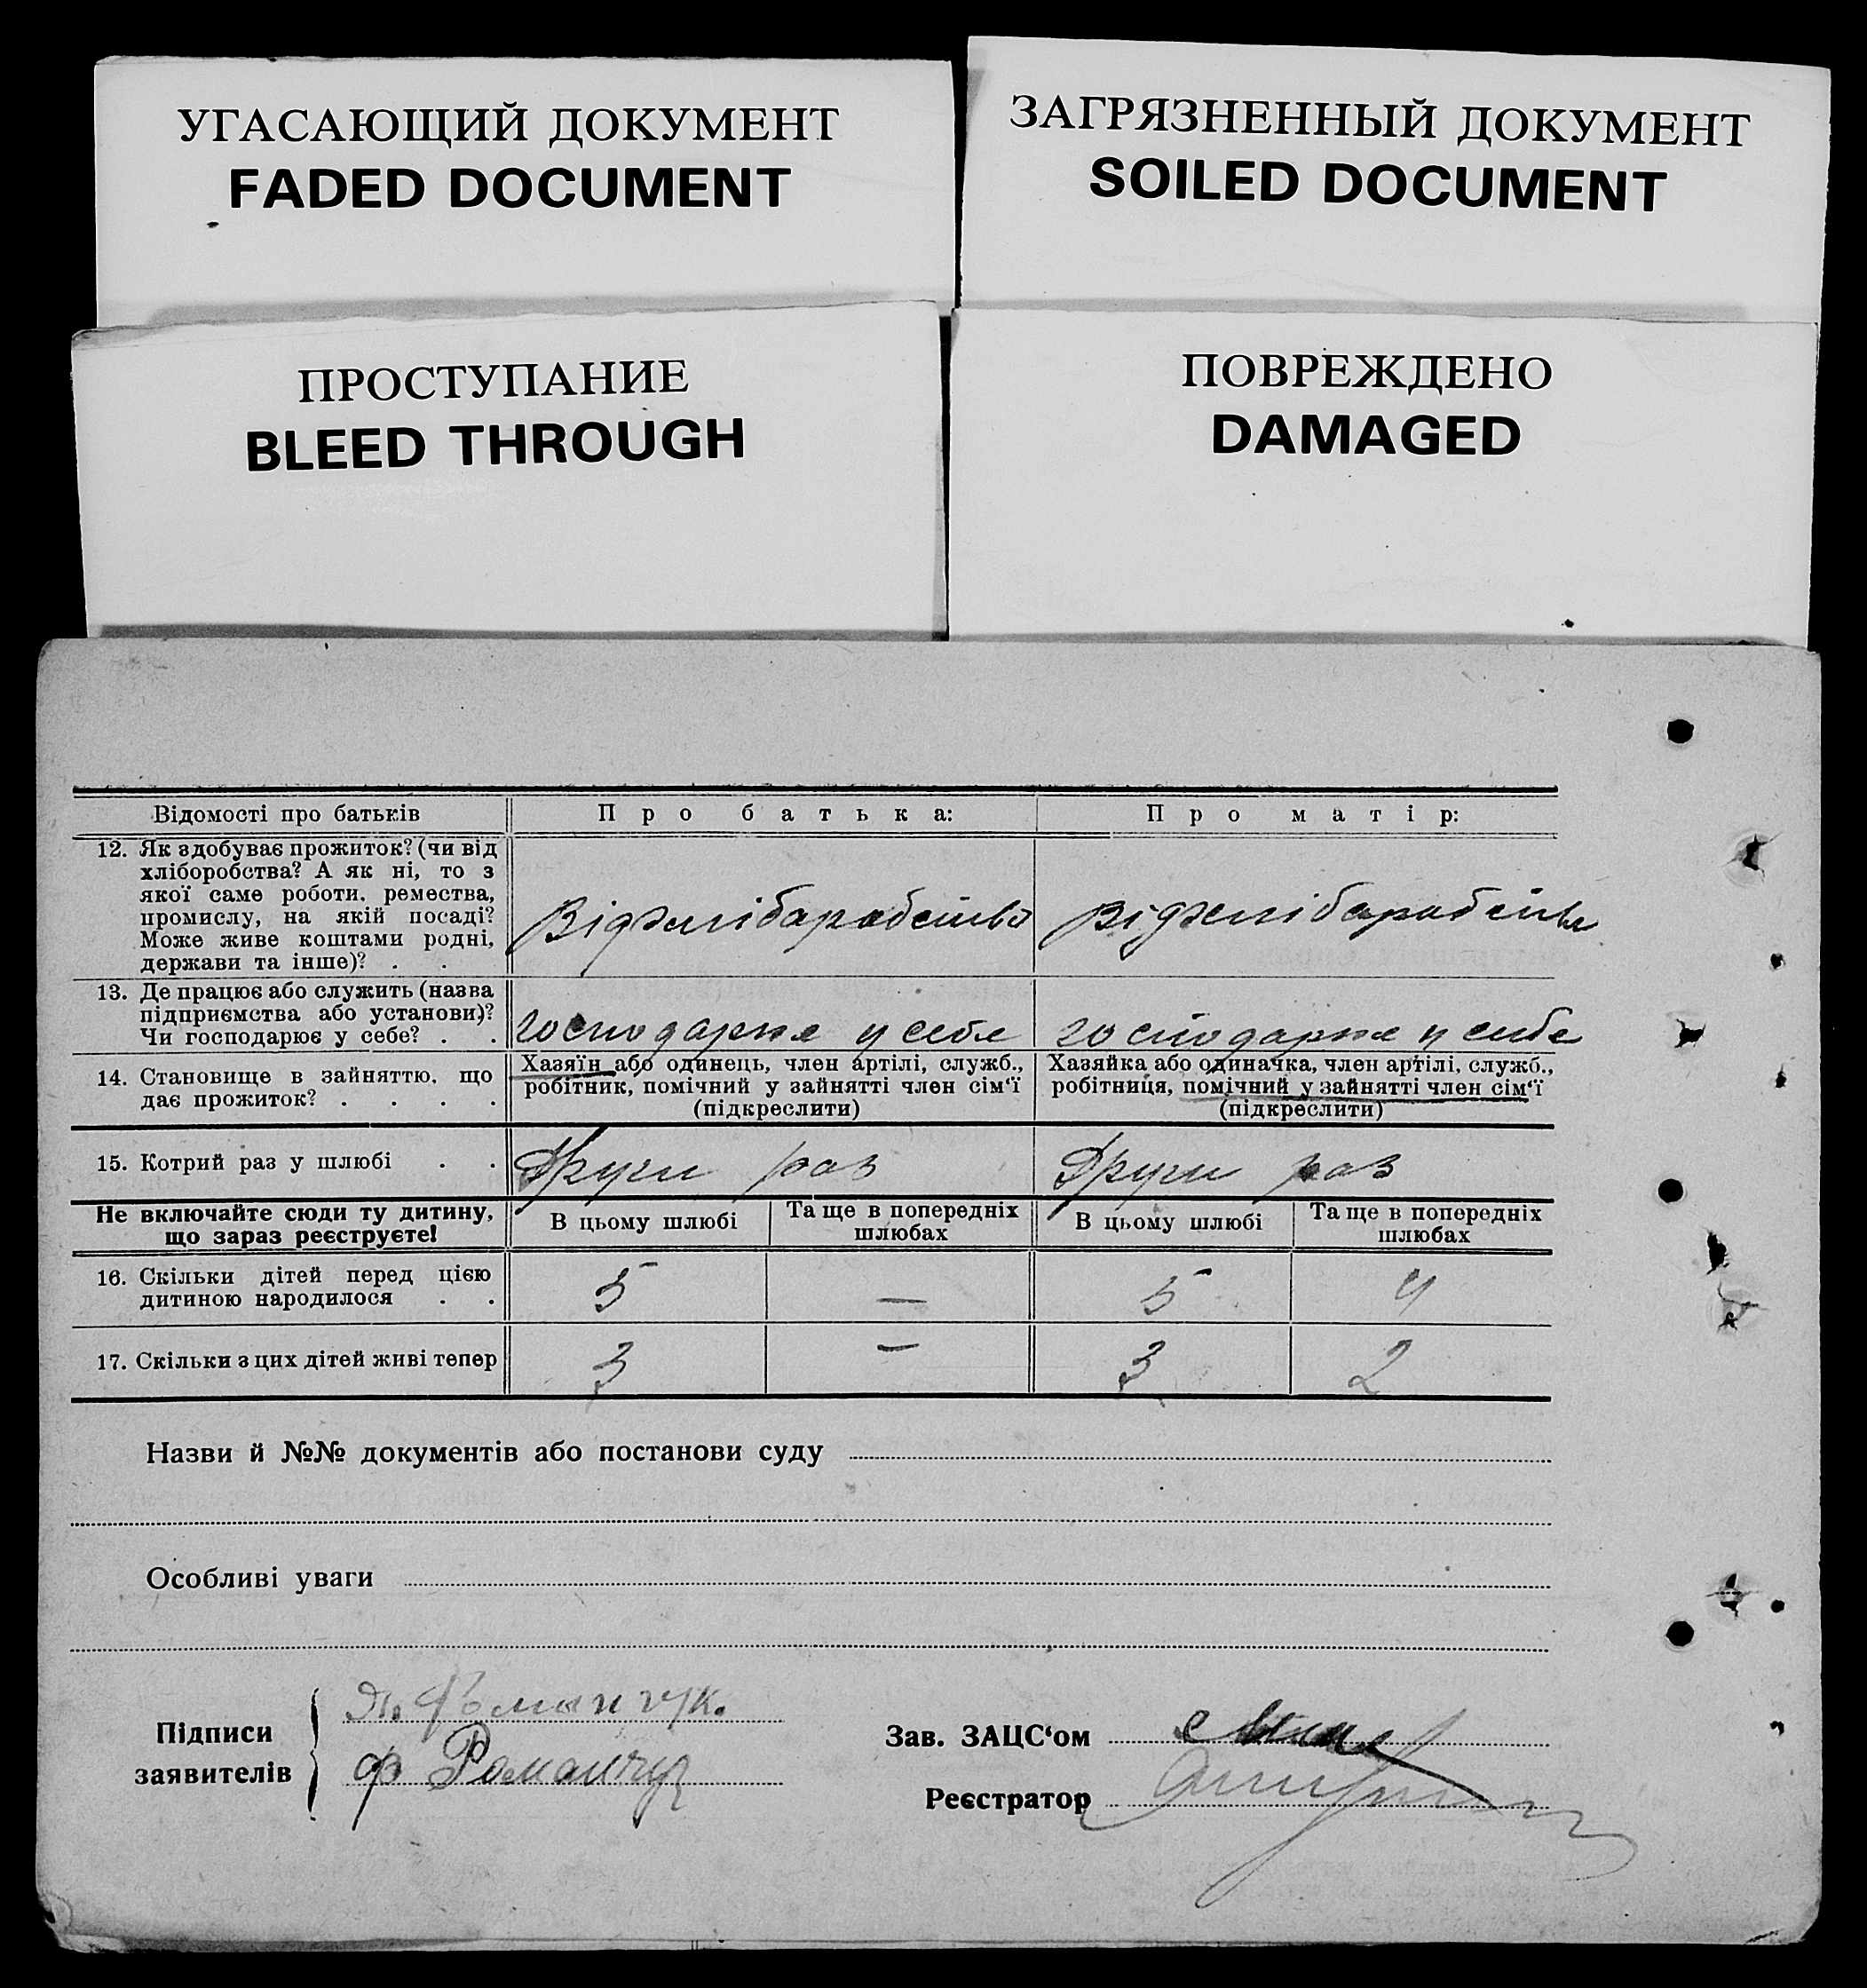 УГАСАЮЩИЙ ДОКУМЕНТ
FADED DOCUMENT
ЗАГРЯЗНЕННЫЙ ДОКУМЕНТ
SOILED DOCUMENT
ПРОСТУПАНИЕ
BLEED THROUGH
ПОВРЕЖДЕНО
DAMAGED
Відомості про батьків
Про батька:
Про матір:
12. Як здобуває прожиток? (чи від
хліборобства? А як ні, то з
якої саме роботи, ремества,
промислу, на якій посаді?
Може живе коштами родні,
держави та інше)? . .
Відхлібаробства
Відхлібаробства
13. Де працює або служить (назва
підприємства або установи)?
Чи господарює у себе? . .
господарює у себе
господарює у себе
14. Становище в зайняттю, що
дає прожиток? . . . .
Хазяїн або одинець, член артілі, служб.,
робітник, помічний у зайнятті член сім‘ї
(підкреслити)
Хазяйка або одиначка, член артілі, служб.,
робітниця, помічний у зайнятті член сім‘ї
(підкреслити)
15. Котрий раз у шлюбі . .
Други раз
Други раз
Не включайте сюди ту дитину,
що зараз реєструєте!
В цьому шлюбі
Та ще в попередніх
шлюбах
В цьому шлюбі
Та ще в попередніх
шлюбах
16. Скільки дітей перед цією
дитиною народилося . .
5 — 5 4
17. Скільки з цих дітей живі тепер
3 — 3 2
Назви й №№ документів або постанови суду
Особливі уваги
Підписи
заявителів
Романчук.
ф Романчук
Зав. ЗАЦС‘ом
Реєстратор